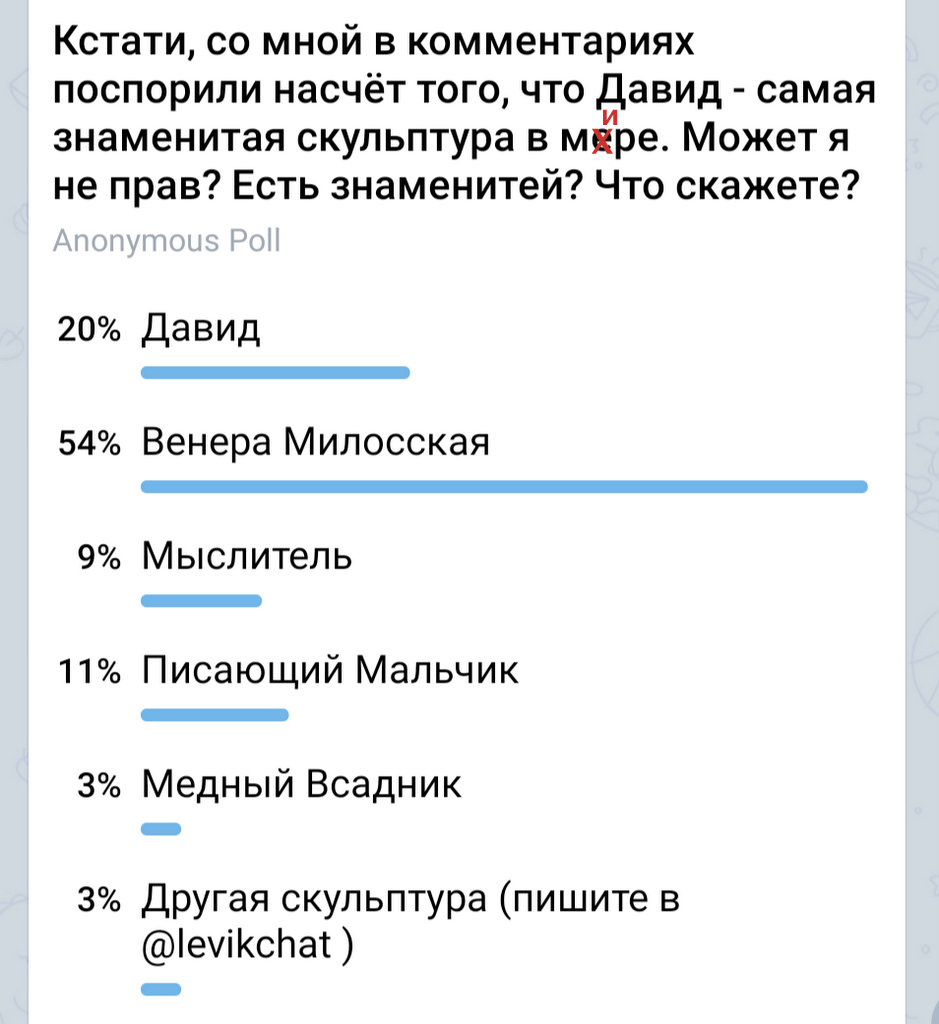 Кстати, со мной в комментариях
поспорили насчёт того, что Давид - самая
и
знаменитая скульптура в мере. Может я
не прав? Есть знаменитей? Что скажете?
Anonymous Poll
20% Давид
54% Венера Милосская
9% Мыслитель
11% Писающий Мальчик
3% Медный Всадник
3% Другая скульптура (пишите в
@levikchat )